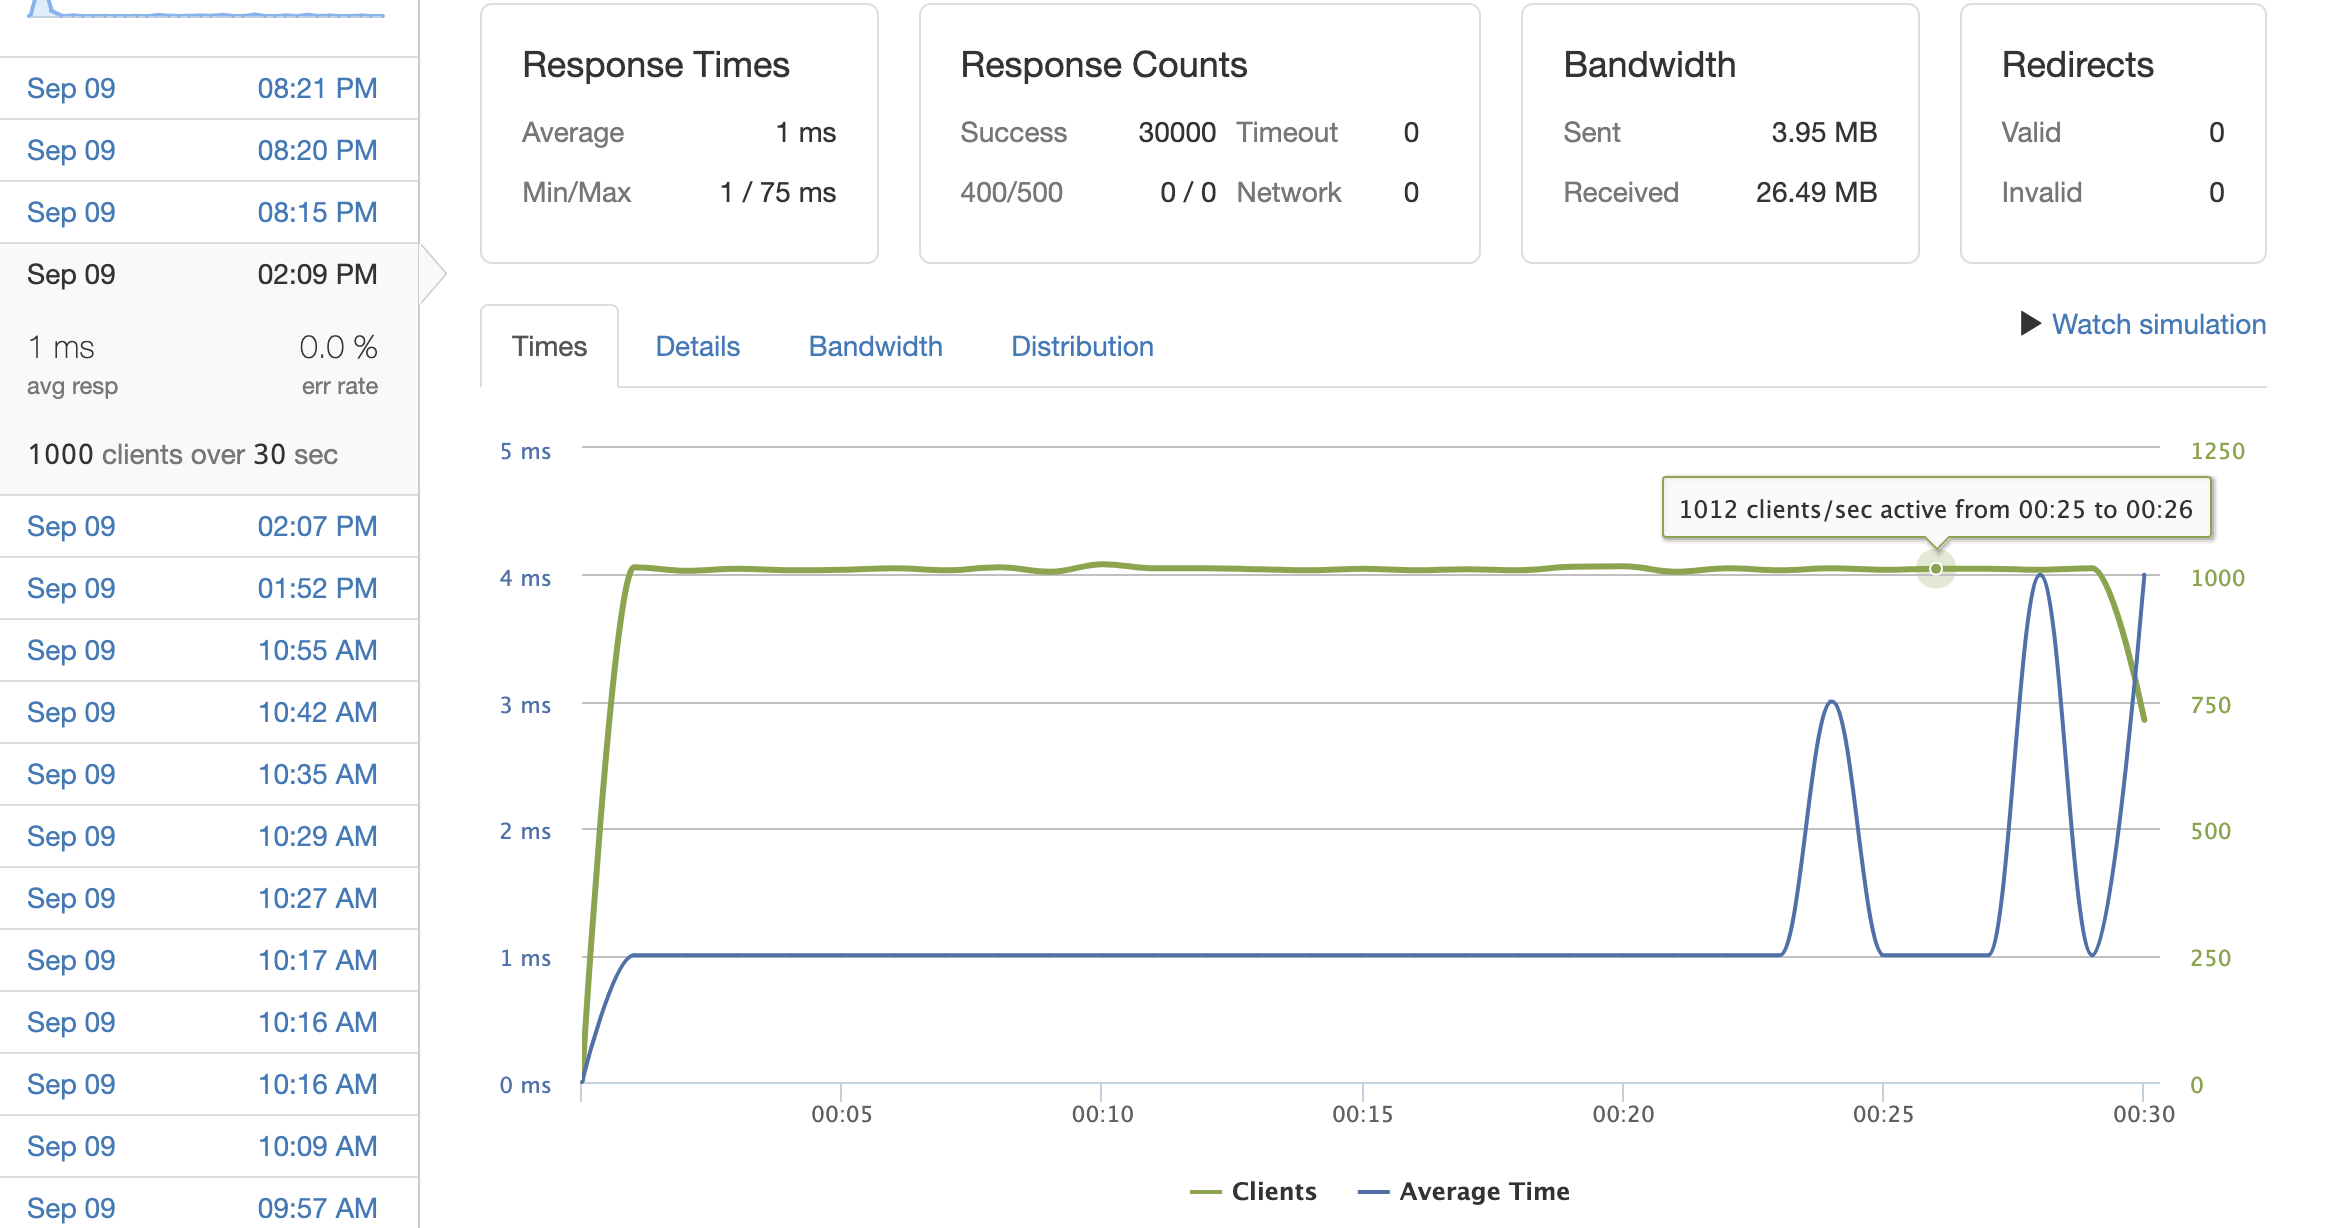 Sep 09 08:21 PM
Sep 09 08:20 PM
Sep 09 08:15 PM
Sep 09 02:09 PM
1 ms 0.0 %
avg resp err rate
1000 clients over 30 sec
Sep 09 02:07 PM
Sep 09 01:52 PM
Sep 09 10:55 AM
Sep 09 10:42 AM
Sep 09 10:35 AM
Sep 09 10:29 AM
Sep 09 10:27 AM
Sep 09 10:17 AM
Sep 09 10:16 AM
Sep 09 10:16 AM
Sep 09 10:09 AM
Sep 09 09:57 AM
Response Times
Average 1 ms
Min/Max 1 / 75 ms
Response Counts
Success 30000 Timeout 0
400/500 0 / 0 Network 0
Bandwidth
Sent 3.95 MB
Received 26.49 MB
Redirects
Valid 0
Invalid 0
Times Details Bandwidth Distribution
Watch simulation
5 ms 1250
1012 clients/sec active from 00:25 to 00:26
4 ms 1000
3 ms 750
2 ms 500
1 ms 250
0 ms 0
00:05 00:10 00:15 00:20 00:25 00:30
Clients Average Time